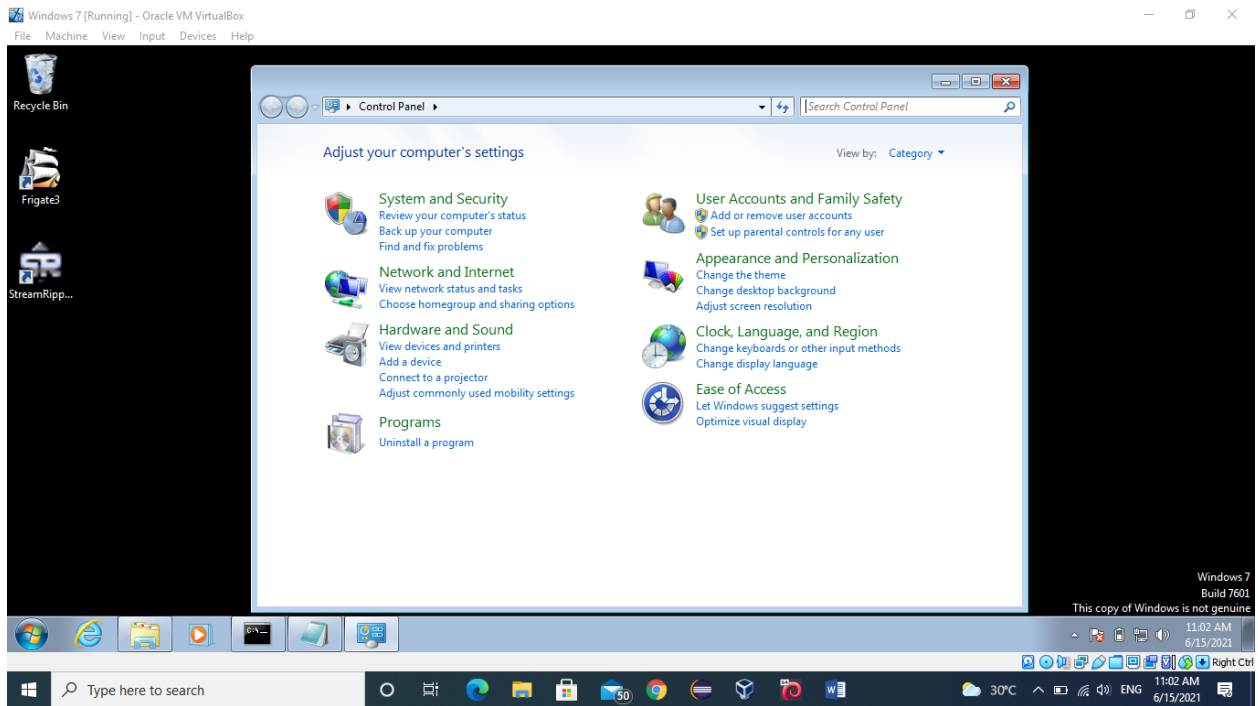 Windows 7 [Running] - Oracle VM VirtualBox
File Machine View Input Devices Help
Recycle Bin
Frigate3
StreamRipp...
Control Panel
Search Control Panel
Adjust your computer's settings
View by: Category
System and Security
Review your computer's status
Back up your computer
Find and fix problems
Network and Internet
View network status and tasks
Choose homegroup and sharing options
Hardware and Sound
View devices and printers
Add a device
Connect to a projector
Adjust commonly used mobility settings
Programs
Uninstall a program
User Accounts and Family Safety
Add or remove user accounts
Set up parental controls for any user
Appearance and Personalization
Change the theme
Change desktop background
Adjust screen resolution
Clock, Language, and Region
Change keyboards or other input methods
Change display language
Ease of Access
Let Windows suggest settings
Optimize visual display
Windows 7
Build 7601
This copy of Windows is not genuine
11:02 AM
6/15/2021
Right Ctrl
Type here to search
50
30°C
ENG
11:02 AM
6/15/2021